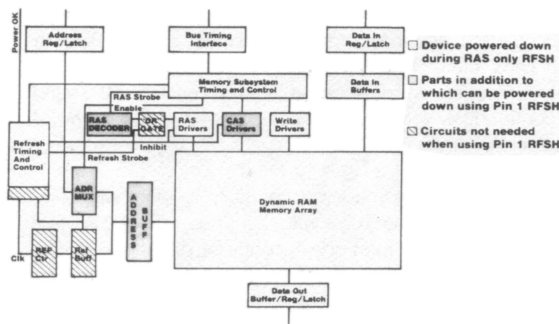 Power OK
Address
Reg/Latch
Bus Timing
Interface
Data In
Reg/Latch
Device powered down
during RAS only RFSH
Memory Subsystem
Timing and Control
Data In
Buffers
Parts in addition to
which can be powered
down using Pin 1 RFSH
RAS Strobe
Enable
RAS
DECODER
OR
GATE
RAS
Drivers
CAS
Drivers
Write
Drivers
Circuits not needed
when using Pin 1 RFSH
Refresh
Timing
And
Control
Inhibit
Refresh Strobe
ADR
MUX
ADDRESS
BUFF
Dynamic RAM
Memory Array
Clk
REF
Ctr
Ref
Buff
Data Out
Buffer/Reg/Latch